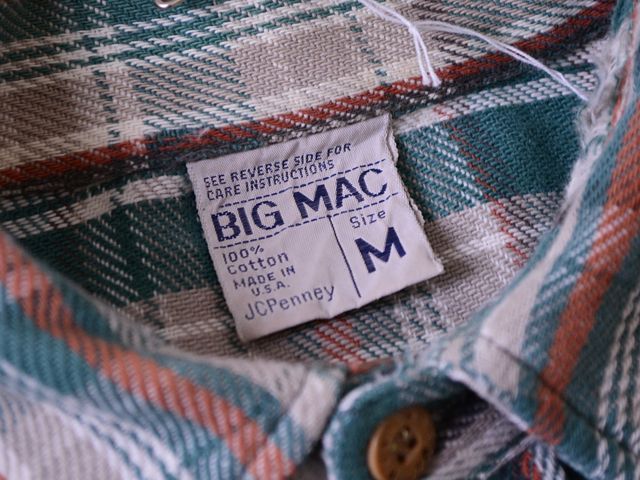 SEE REVERSE SIDE FOR
CARE INSTRUCTIONS
BIG MAC
100%
Cotton
MADE IN
U.S.A.
JCPenney
Size
M